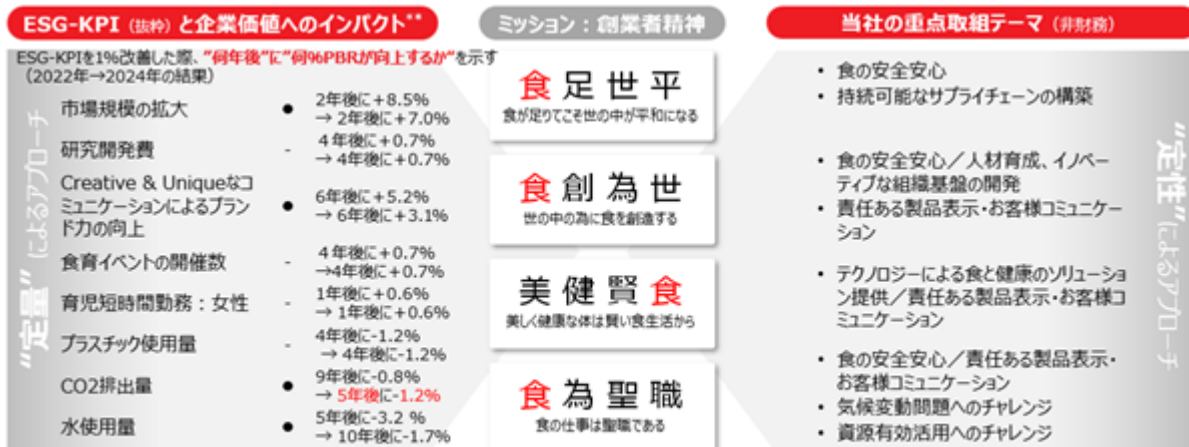 ESG-KPI（抜粋）と企業価値へのインパクト**
ESG-KPIを1%改善した際、"何年後"に"何%PBRが向上するか"を示す
（2022年→2024年の結果）
"定量"によるアプローチ
市場規模の拡大 ● 2年後に+8.5%
→ 2年後に+7.0%
研究開発費 - 4年後に+0.7%
→ 4年後に+0.7%
Creative & Uniqueなコ
ミュニケーションによるブラン
ド力の向上
● 6年後に+5.2%
→ 6年後に+3.1%
食育イベントの開催数 - 4年後に+0.7%
→4年後に+0.7%
育児短時間勤務：女性 - 1年後に+0.6%
→ 1年後に+0.6%
プラスチック使用量 - 4年後に-1.2%
→ 4年後に-1.2%
CO2排出量 ● 9年後に-0.8%
→ 5年後に-1.2%
水使用量 ● 5年後に-3.2 %
→ 10年後に-1.7%
ミッション：創業者精神
食足世平
食が足りてこそ世の中が平和になる
食創為世
世の中の為に食を創造する
美健賢食
美しく健康な体は賢い食生活から
食為聖職
食の仕事は聖職である
当社の重点取組テーマ（非財務）
• 食の安全安心
• 持続可能なサプライチェーンの構築
• 食の安全安心／人材育成、イノベー
ティブな組織基盤の開発
• 責任ある製品表示・お客様コミュニケー
ション
• テクノロジーによる食と健康のソリューショ
ン提供／責任ある製品表示・お客様コ
ミュニケーション
• 食の安全安心／責任ある製品表示・
お客様コミュニケーション
• 気候変動問題へのチャレンジ
• 資源有効活用へのチャレンジ
"定性"によるアプローチ